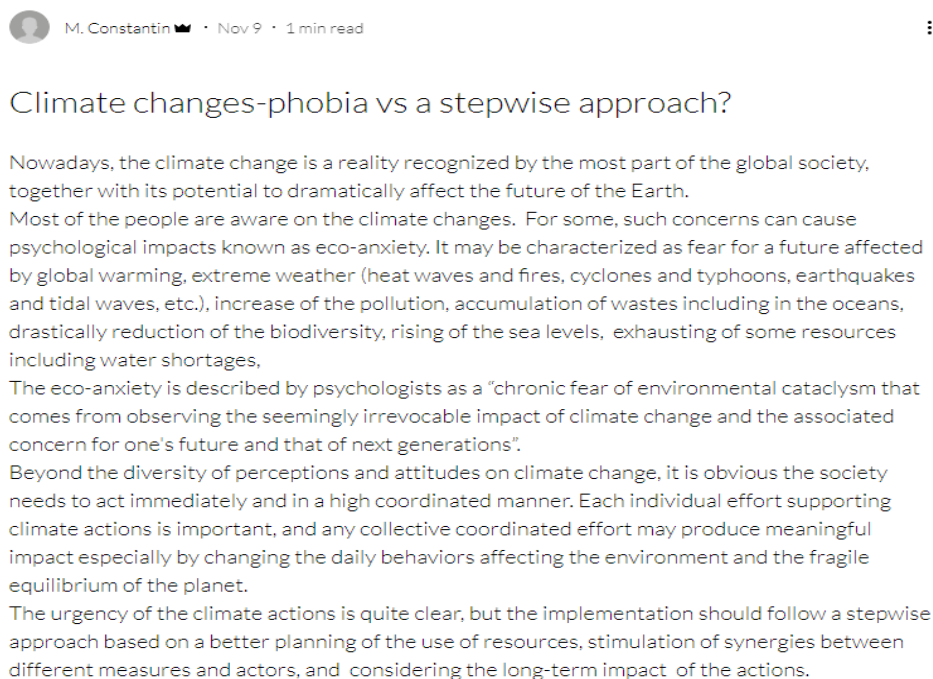 M. Constantin · Nov 9 · 1 min read
Climate changes-phobia vs a stepwise approach?
Nowadays, the climate change is a reality recognized by the most part of the global society,
together with its potential to dramatically affect the future of the Earth.
Most of the people are aware on the climate changes.  For some, such concerns can cause
psychological impacts known as eco-anxiety. It may be characterized as fear for a future affected
by global warming, extreme weather (heat waves and fires, cyclones and typhoons, earthquakes
and tidal waves, etc.), increase of the pollution, accumulation of wastes including in the oceans,
drastically reduction of the biodiversity, rising of the sea levels,  exhausting of some resources
including water shortages,
The eco-anxiety is described by psychologists as a “chronic fear of environmental cataclysm that
comes from observing the seemingly irrevocable impact of climate change and the associated
concern for one's future and that of next generations”.
Beyond the diversity of perceptions and attitudes on climate change, it is obvious the society
needs to act immediately and in a high coordinated manner. Each individual effort supporting
climate actions is important, and any collective coordinated effort may produce meaningful
impact especially by changing the daily behaviors affecting the environment and the fragile
equilibrium of the planet.
The urgency of the climate actions is quite clear, but the implementation should follow a stepwise
approach based on a better planning of the use of resources, stimulation of synergies between
different measures and actors, and  considering the long-term impact  of the actions.